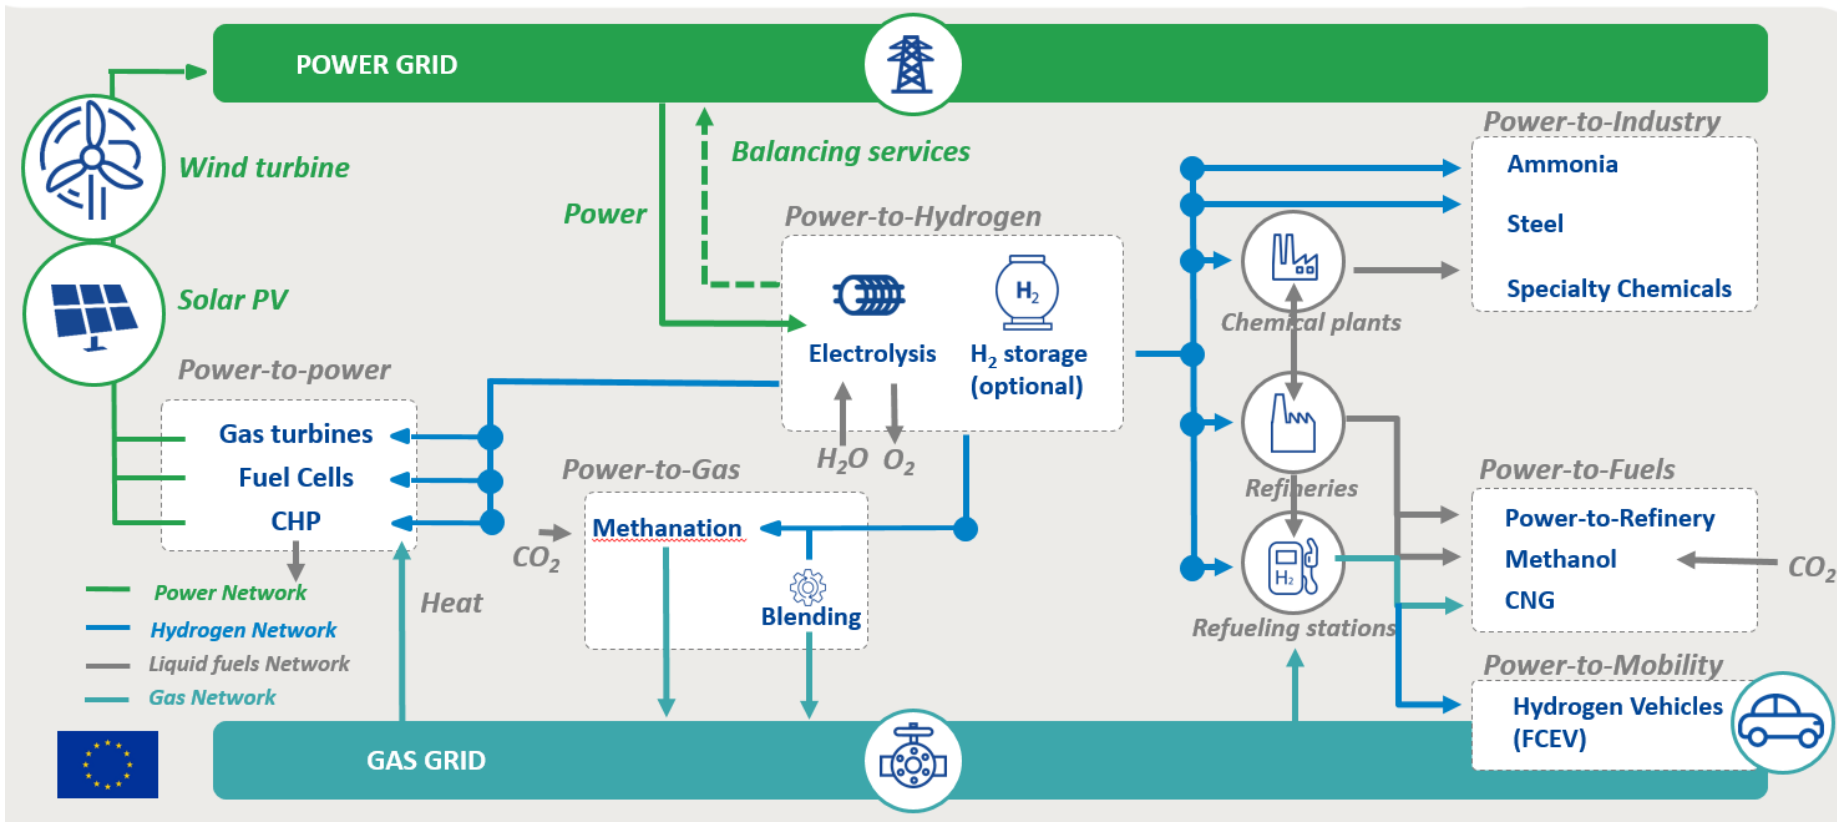 POWER GRID
Power-to-Industry
Wind turbine
Balancing services
Ammonia
Power
Power-to-Hydrogen
Steel
Solar PV
H₂
Specialty Chemicals
Chemical plants
Power-to-power
Electrolysis
H₂ storage
(optional)
Gas turbines
Fuel Cells
CHP
H₂O
O₂
Power-to-Gas
Refineries
Power-to-Fuels
Methanation
CO₂
Power-to-Refinery
Methanol
CO₂
CNG
H₂
Power Network
Hydrogen Network
Liquid fuels Network
Gas Network
Heat
Blending
Refueling stations
Power-to-Mobility
Hydrogen Vehicles
(FCEV)
GAS GRID